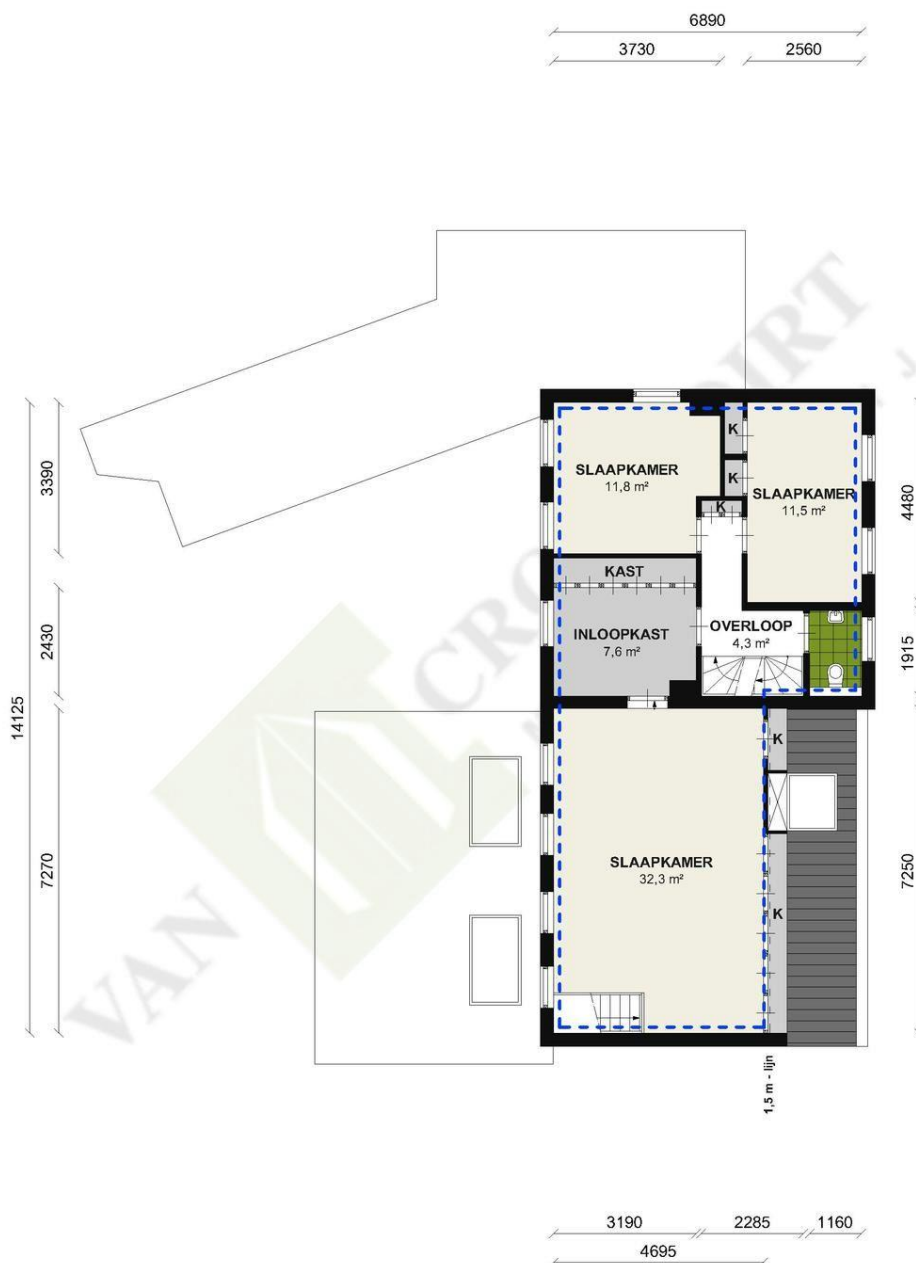 6890
3730 2560
3390
2430
14125
7270
4480
1915
7250
K
SLAAPKAMER
11,8 m²
K
K
SLAAPKAMER
11,5 m²
KAST
INLOOPKAST
7,6 m²
OVERLOOP
4,3 m²
K
SLAAPKAMER
32,3 m²
K
1,5 m - lijn
3190 2285 1160
4695
VAN